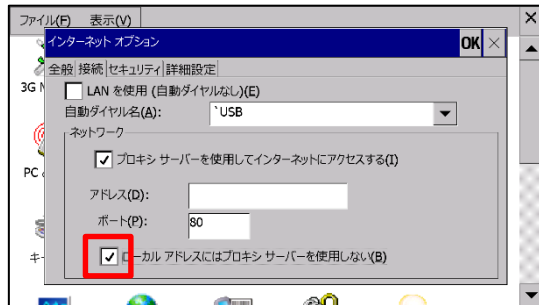 ファイル(F) 表示(V)
インターネット オプション OK
全般 接続 セキュリティ 詳細設定
3G
LAN を使用 (自動ダイヤルなし)(E)
自動ダイヤル名(A): `USB
ネットワーク
プロキシ サーバーを使用してインターネットにアクセスする(I)
PC
アドレス(D):
ポート(P): 80
キー
ローカル アドレスにはプロキシ サーバーを使用しない(B)